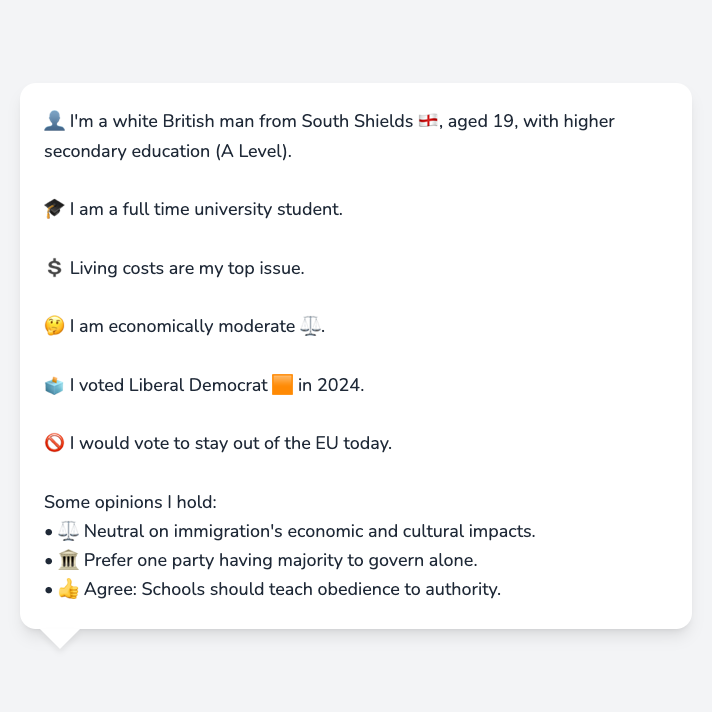 👤 I'm a white British man from South Shields 🏴󠁧󠁢󠁥󠁮󠁧󠁿, aged 19, with higher
secondary education (A Level).
🎓 I am a full time university student.
💲 Living costs are my top issue.
🤔 I am economically moderate ⚖️.
🗳️ I voted Liberal Democrat 🟧 in 2024.
🚫 I would vote to stay out of the EU today.
Some opinions I hold:
• ⚖️ Neutral on immigration's economic and cultural impacts.
• 🏛️ Prefer one party having majority to govern alone.
• 👍 Agree: Schools should teach obedience to authority.